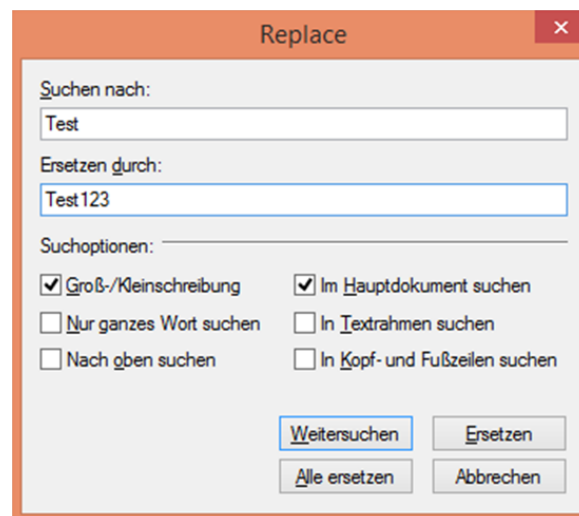 Replace
Suchen nach:
Test
Ersetzen durch:
Test123
Suchoptionen:
Groß-/Kleinschreibung
Im Hauptdokument suchen
Nur ganzes Wort suchen
In Textrahmen suchen
Nach oben suchen
In Kopf- und Fußzeilen suchen
Weitersuchen
Ersetzen
Alle ersetzen
Abbrechen